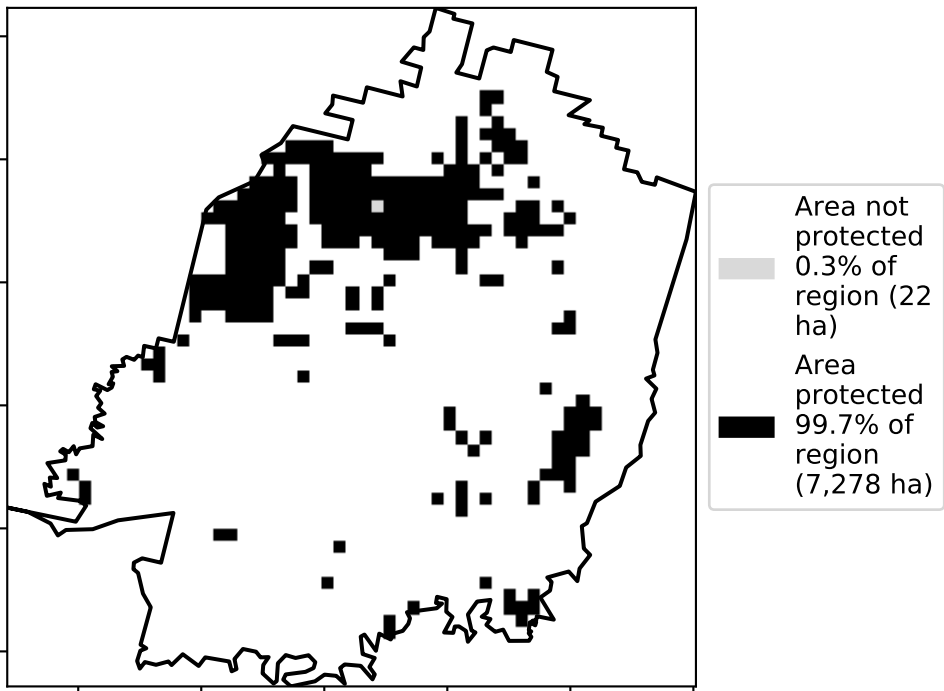 Area not
protected
0.3% of
region (22
ha)
Area
protected
99.7% of
region
(7,278 ha)